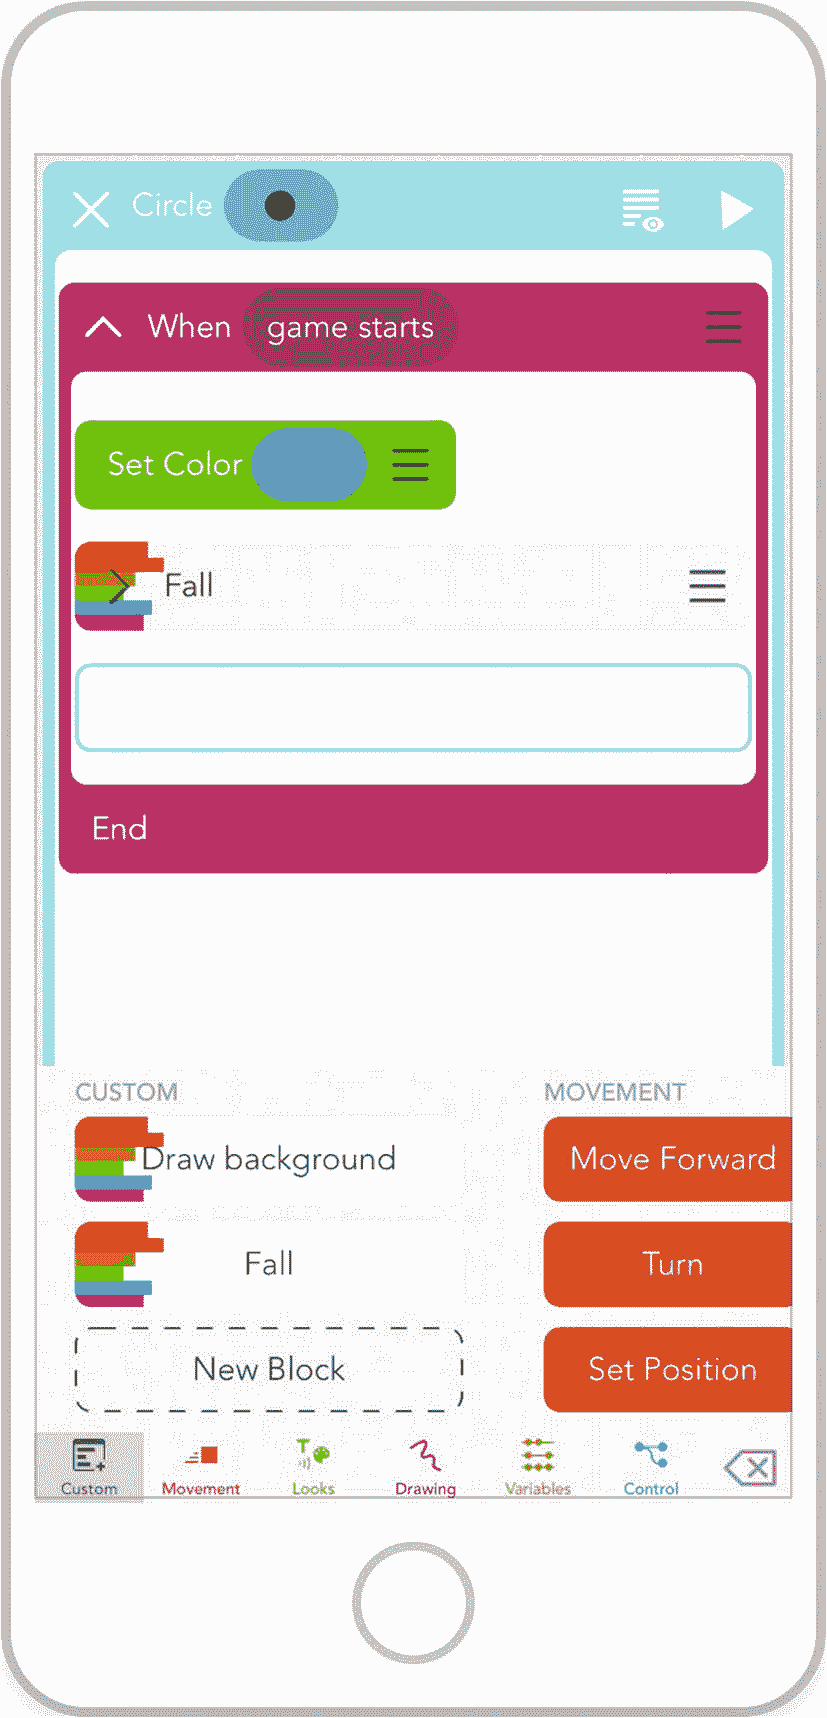 Circle
When game starts
Set Color
Fall
End
CUSTOM MOVEMENT
Draw background Move Forward
Fall Turn
New Block Set Position
Custom Movement Looks Drawing Variables Control